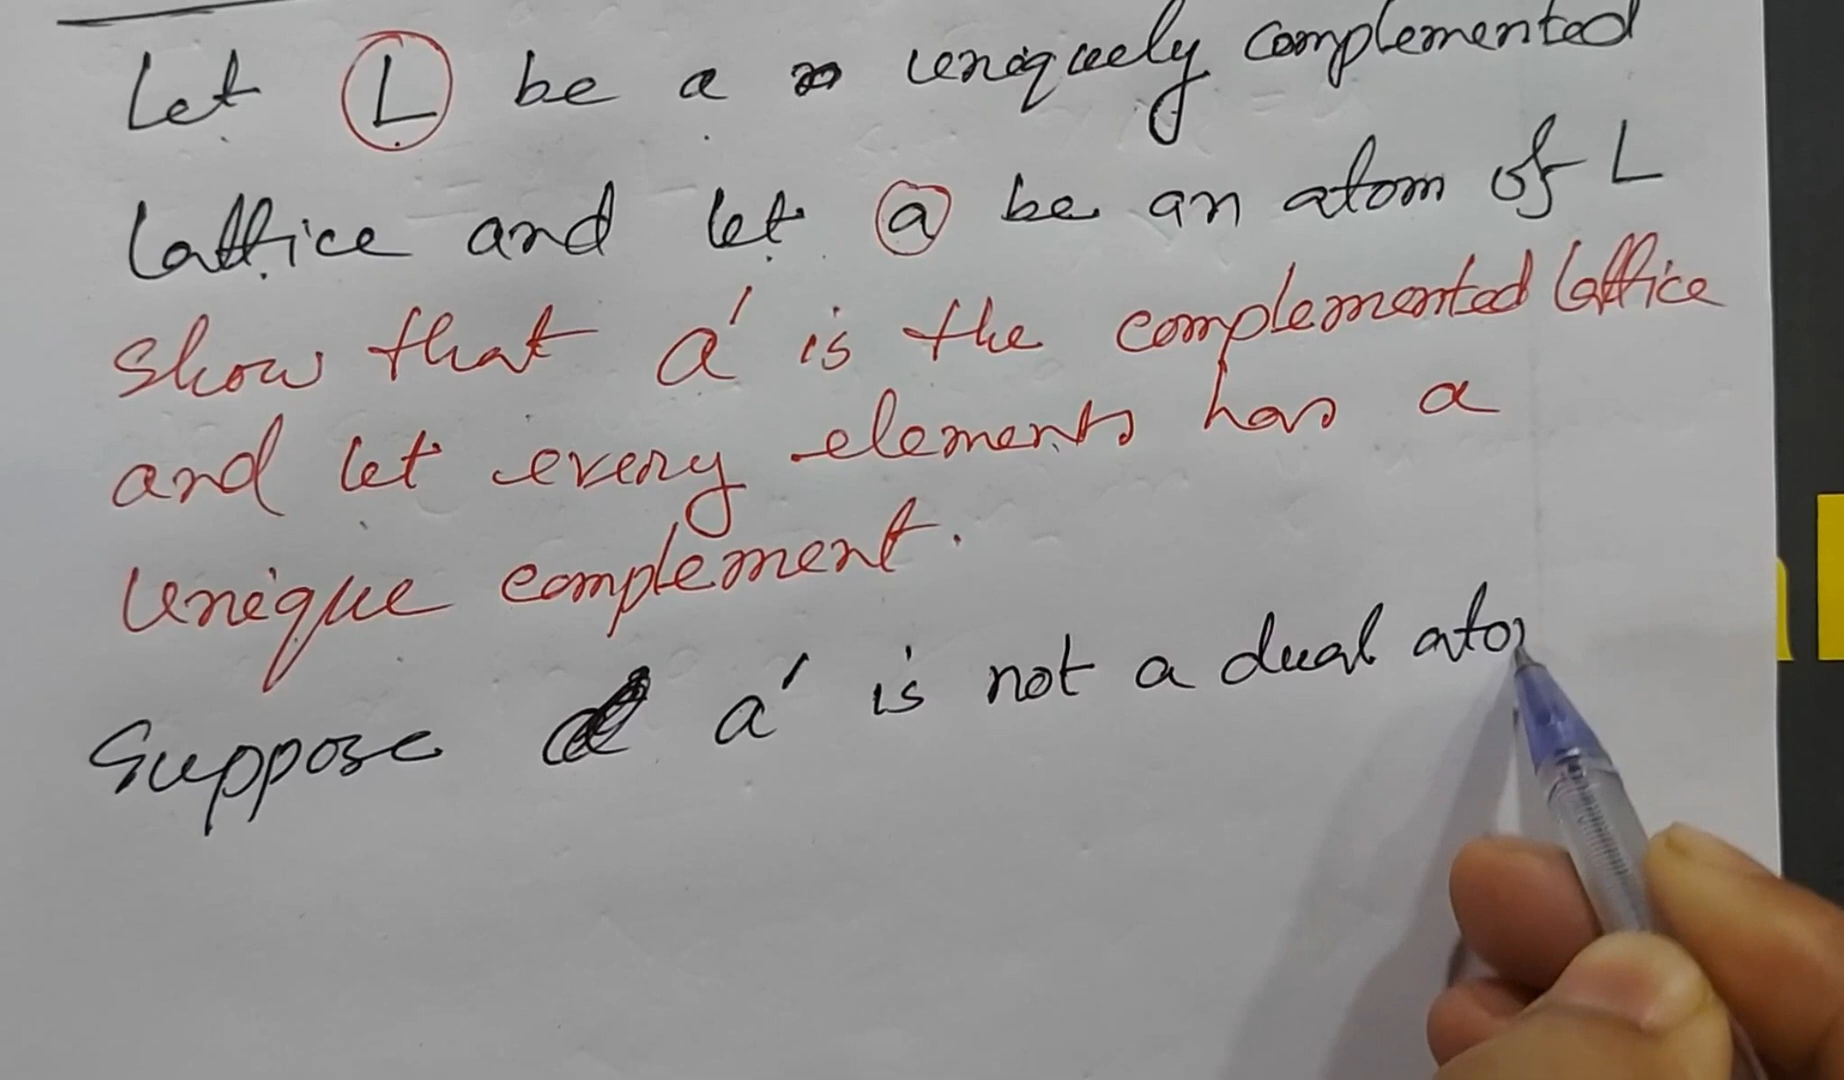 Let L be a uniquely complemented
lattice and let a be an atom of L
show that a' is the complemented lattice
and let every elements has a
unique complement.
Suppose a' is not a dual ato